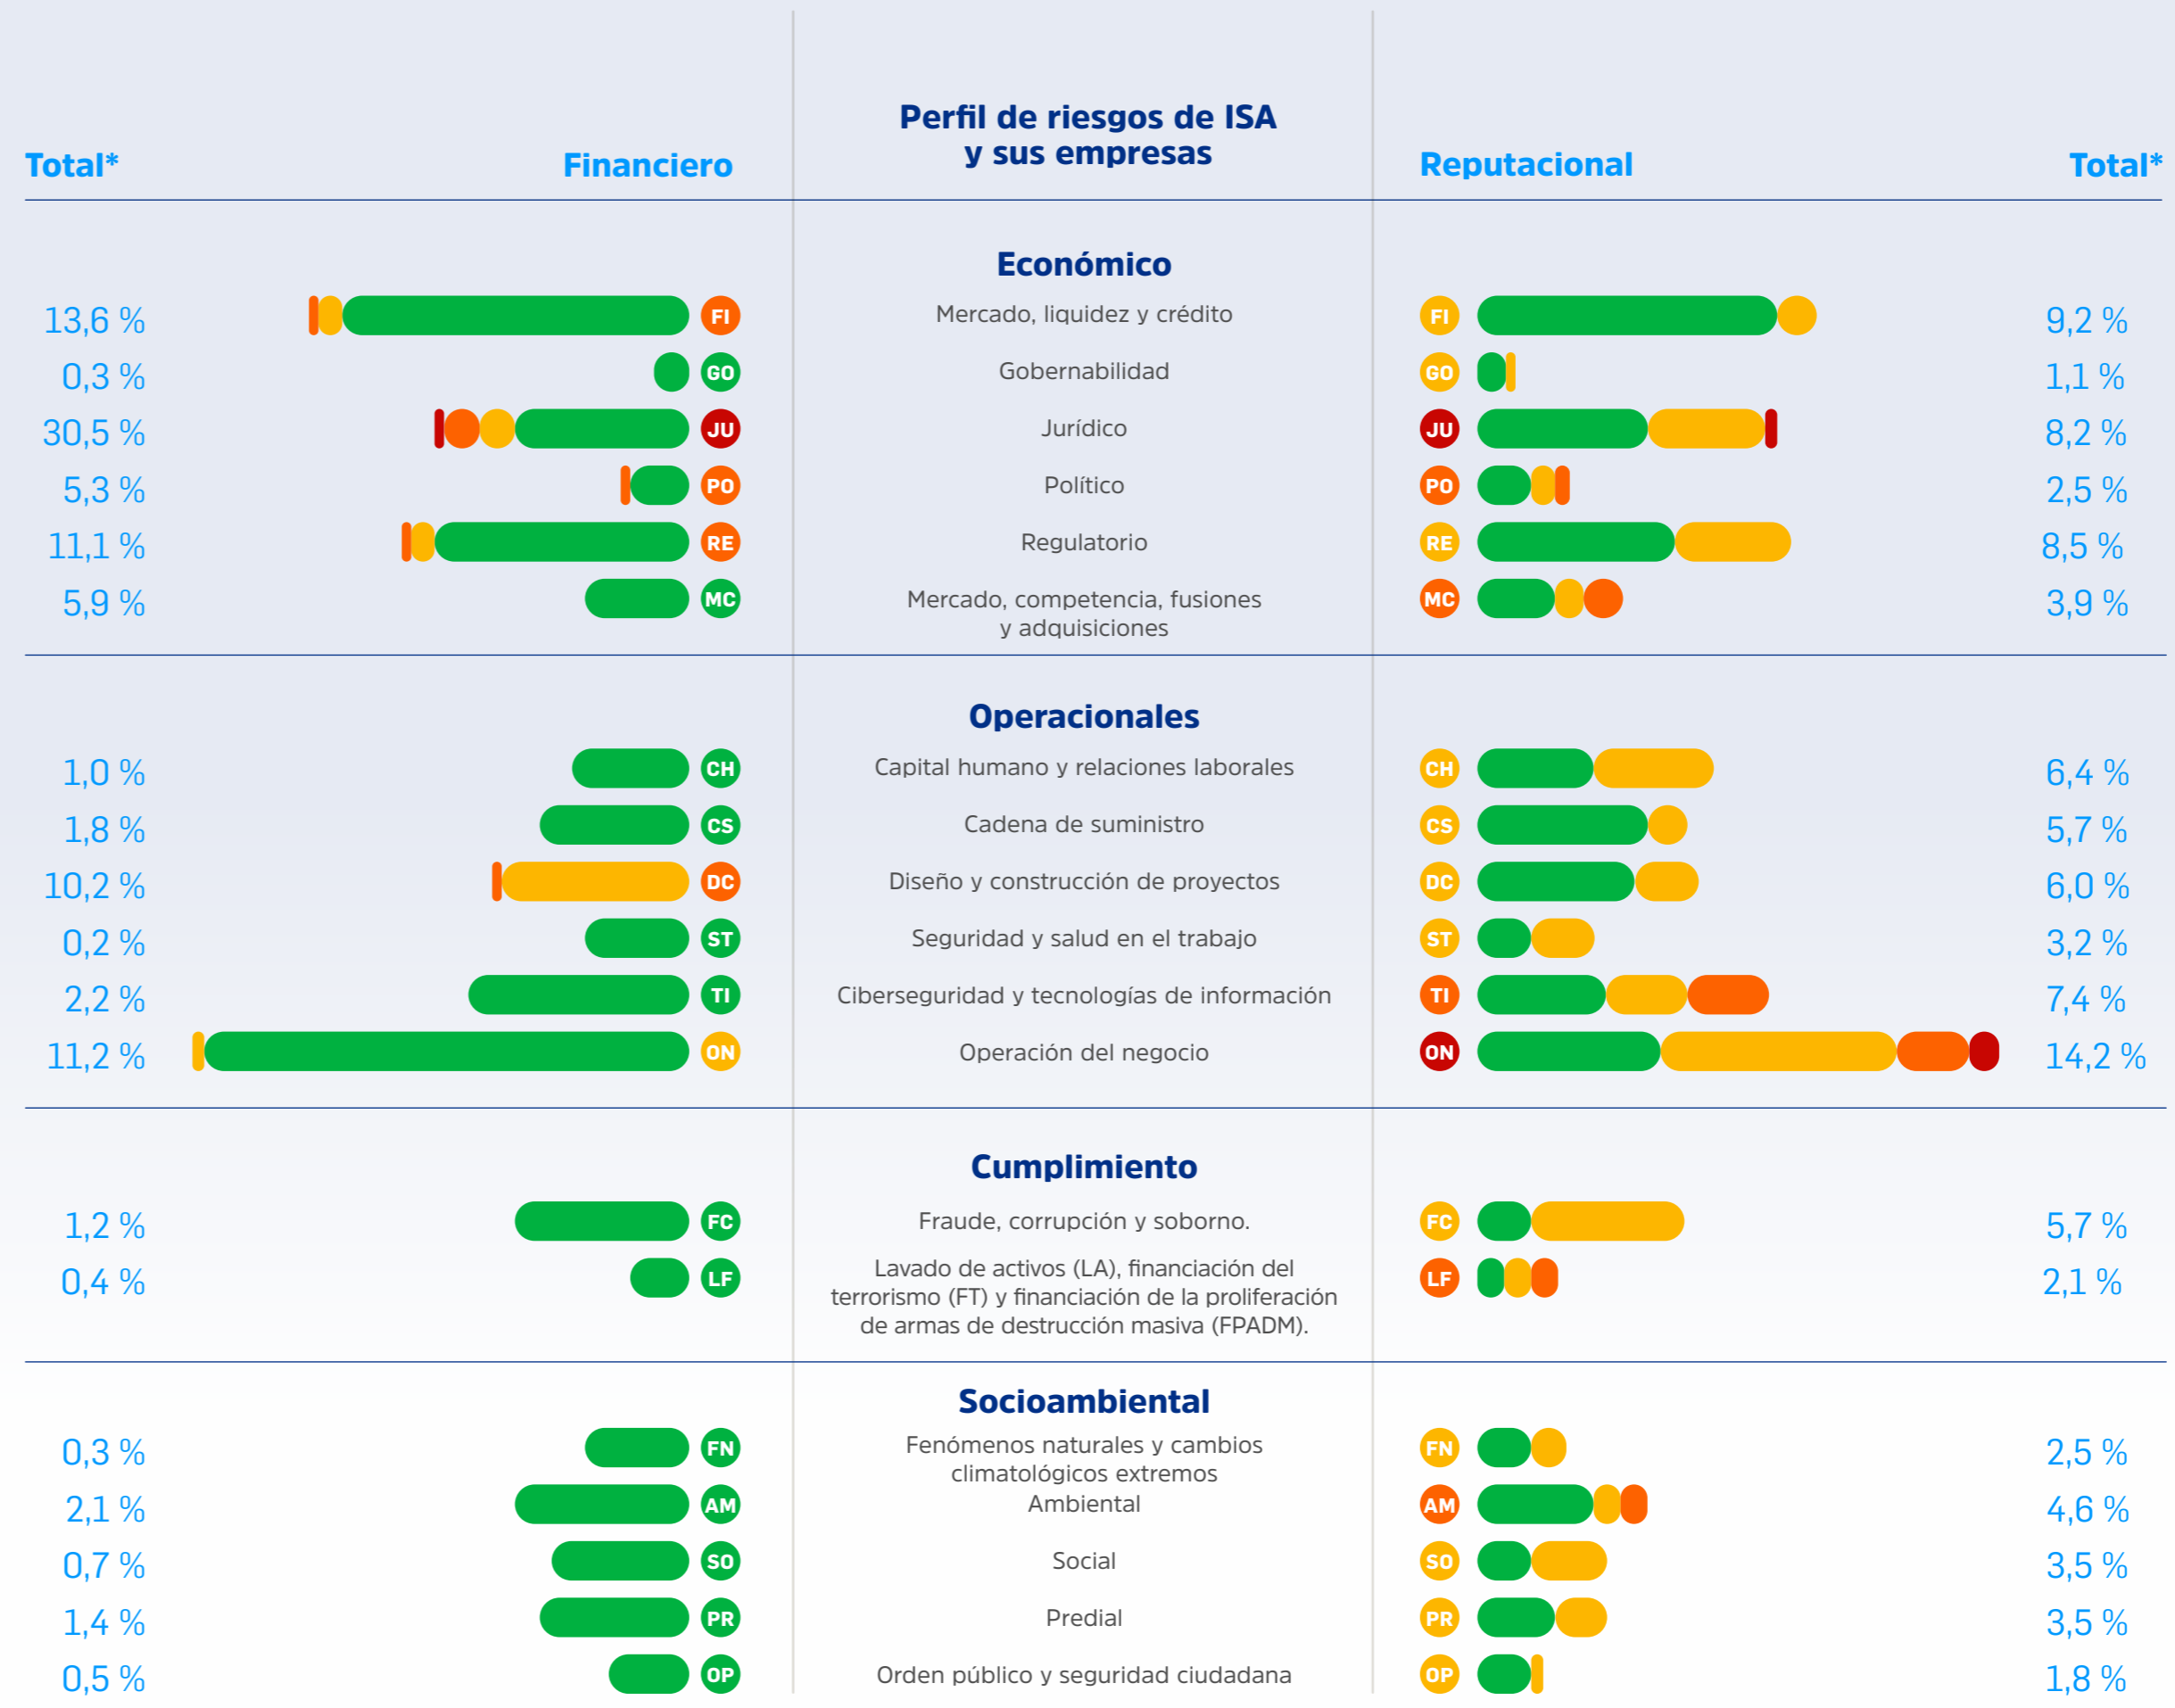 Perfil de riesgos de ISA
y sus empresas
Total* Financiero Reputacional Total*
Económico
13,6 % FI Mercado, liquidez y crédito FI 9,2 %
0,3 % GO Gobernabilidad GO 1,1 %
30,5 % JU Jurídico JU 8,2 %
5,3 % PO Político PO 2,5 %
11,1 % RE Regulatorio RE 8,5 %
5,9 % MC Mercado, competencia, fusiones MC 3,9 %
y adquisiciones
Operacionales
1,0 % CH Capital humano y relaciones laborales CH 6,4 %
1,8 % CS Cadena de suministro CS 5,7 %
10,2 % DC Diseño y construcción de proyectos DC 6,0 %
0,2 % ST Seguridad y salud en el trabajo ST 3,2 %
2,2 % TI Ciberseguridad y tecnologías de información TI 7,4 %
11,2 % ON Operación del negocio ON 14,2 %
Cumplimiento
1,2 % FC Fraude, corrupción y soborno. FC 5,7 %
0,4 % LF Lavado de activos (LA), financiación del LF 2,1 %
terrorismo (FT) y financiación de la proliferación
de armas de destrucción masiva (FPADM).
Socioambiental
0,3 % FN Fenómenos naturales y cambios FN 2,5 %
climatológicos extremos
2,1 % AM Ambiental AM 4,6 %
0,7 % SO Social SO 3,5 %
1,4 % PR Predial PR 3,5 %
0,5 % OP Orden público y seguridad ciudadana OP 1,8 %